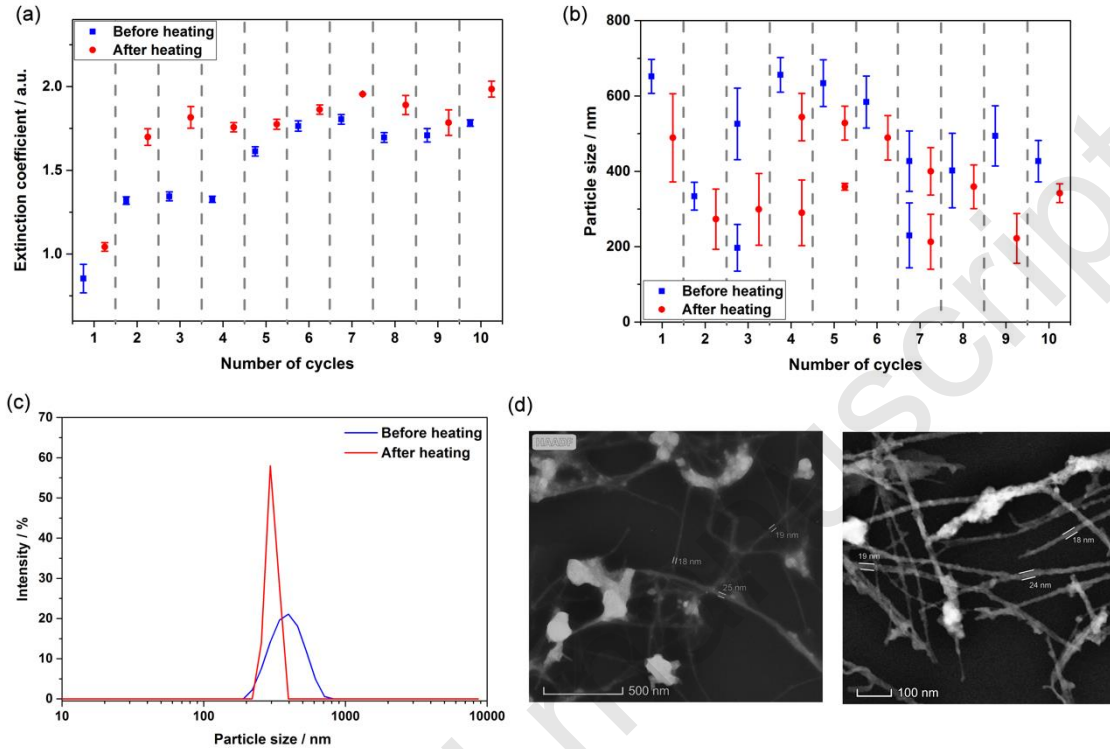 (a)
Before heating
After heating
Extinction coefficient / a.u.
2.0
1.5
1.0
1 2 3 4 5 6 7 8 9 10
Number of cycles
(b)
Particle size / nm
800
600
400
200
0
Before heating
After heating
1 2 3 4 5 6 7 8 9 10
Number of cycles
(c)
Intensity / %
70
60
50
40
30
20
10
0
Before heating
After heating
10 100 1000 10000
Particle size / nm
(d)
HAADF
19 nm
18 nm
25 nm
500 nm
18 nm
19 nm
24 nm
100 nm